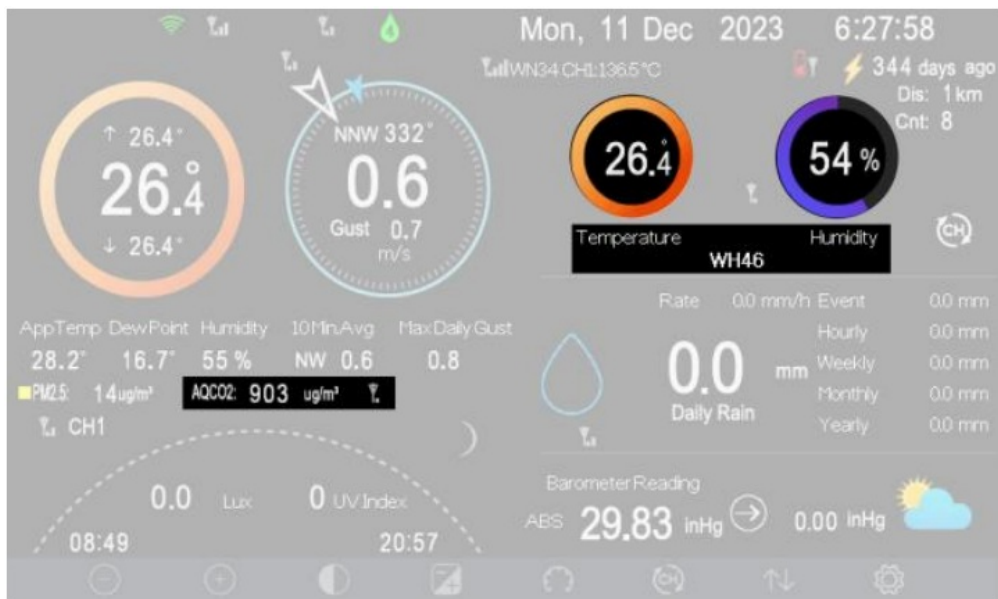 Mon, 11 Dec 2023 6:27:58
4
WN34 CH1:136.5°C
344 days ago
Dis: 1km
Cnt: 8
↑ 26.4°
26.4°
↓ 26.4°
NNW 332°
0.6
Gust 0.7
m/s
26.4°
54 %
Temperature Humidity
WH46
CH
AppTemp DewPoint Humidity 10Min.Avg MaxDailyGust
28.2° 16.7° 55 % NW 0.6 0.8
PM2.5: 14ug/m³ AQCO2: 903 ug/m³
CH1
0.0 Lux 0 UV Index
08:49 20:57
Rate 0.0 mm/h Event 0.0 mm
Hourly 0.0 mm
0.0 mm Weekly 0.0 mm
Monthly 0.0 mm
Daily Rain
Yearly 0.0 mm
Barometer Reading
ABS 29.83 inHg 0.00 inHg
CH